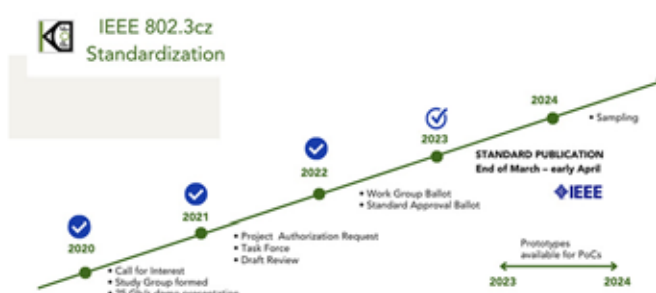 KD
POF
IEEE 802.3cz
Standardization
2024
• Sampling
2023
STANDARD PUBLICATION
End of March – early April
IEEE
2022
• Work Group Ballot
• Standard Approval Ballot
2021
• Project Authorization Request
• Task Force
• Draft Review
2020
• Call for Interest
• Study Group formed
Prototypes
available for PoCs
2023
2024